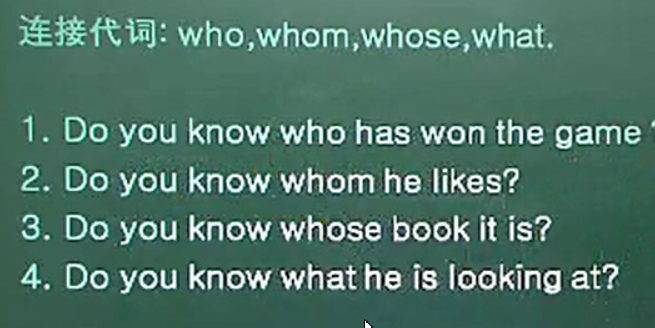 连接代词: who,whom,whose,what.
1. Do you know who has won the game ?
2. Do you know whom he likes?
3. Do you know whose book it is?
4. Do you know what he is looking at?